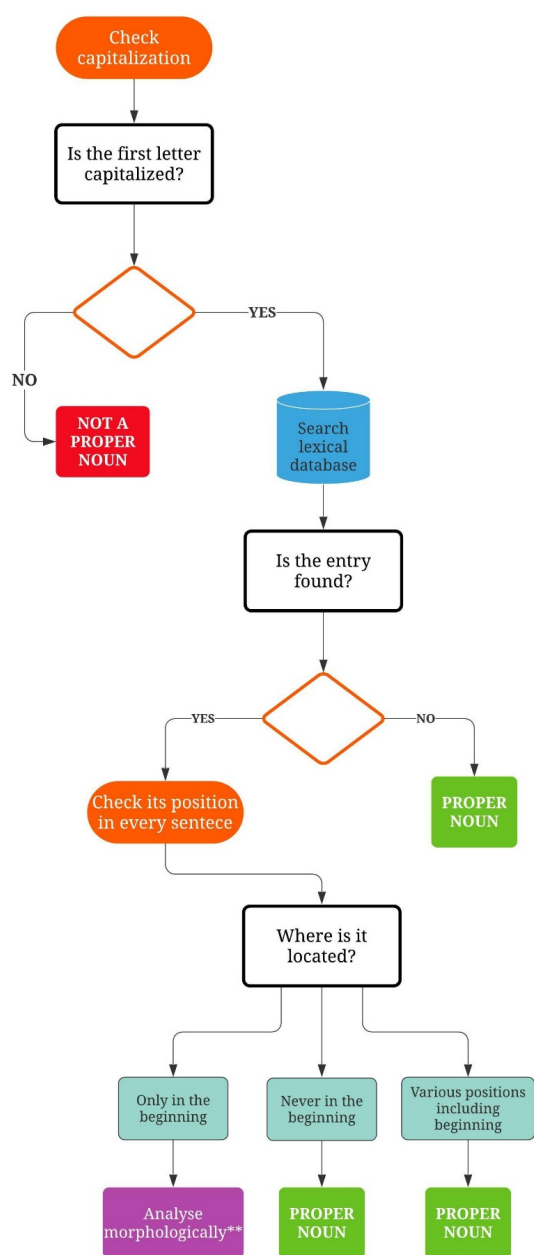 Check
capitalization
Is the first letter
capitalized?
YES
NO
NOT A
PROPER
NOUN
Search
lexical
database
Is the entry
found?
YES
NO
Check its position
in every sentece
PROPER
NOUN
Where is it
located?
Only in the
beginning
Never in the
beginning
Various positions
including
beginning
Analyse
morphologically**
PROPER
NOUN
PROPER
NOUN